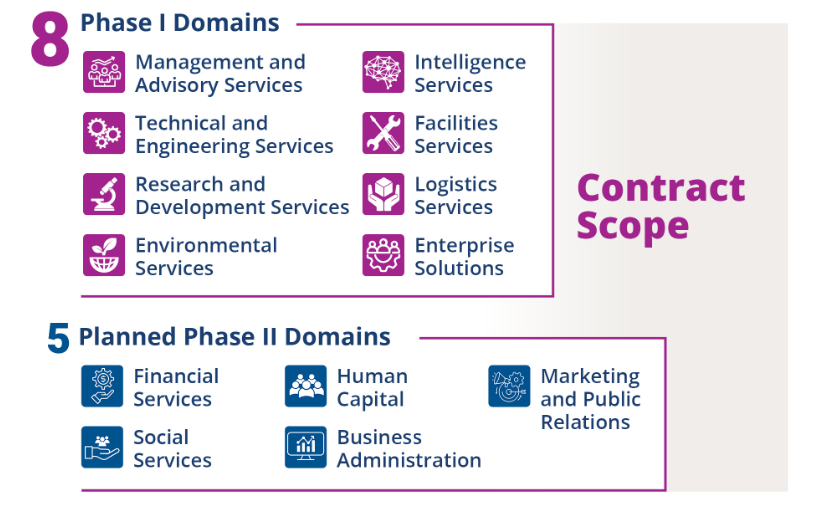 8 Phase I Domains
Management and
Advisory Services
Technical and
Engineering Services
Research and
Development Services
Environmental
Services
Intelligence
Services
Facilities
Services
Logistics
Services
Enterprise
Solutions
Contract
Scope
5 Planned Phase II Domains
Financial
Services
Social
Services
Human
Capital
Business
Administration
Marketing
and Public
Relations